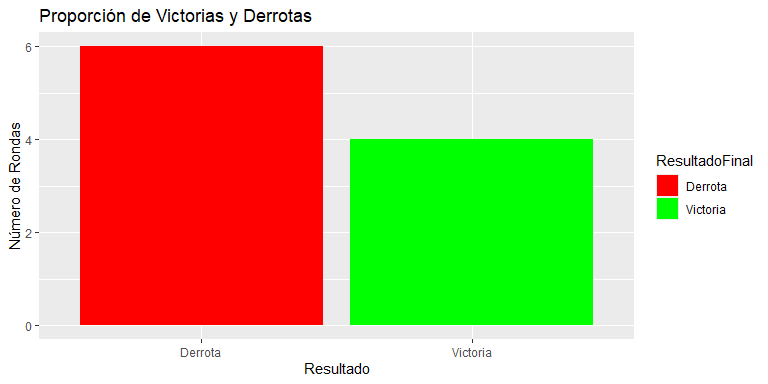 Proporción de Victorias y Derrotas
Número de Rondas
6
4
2
0
Derrota
Victoria
Resultado
ResultadoFinal
Derrota
Victoria